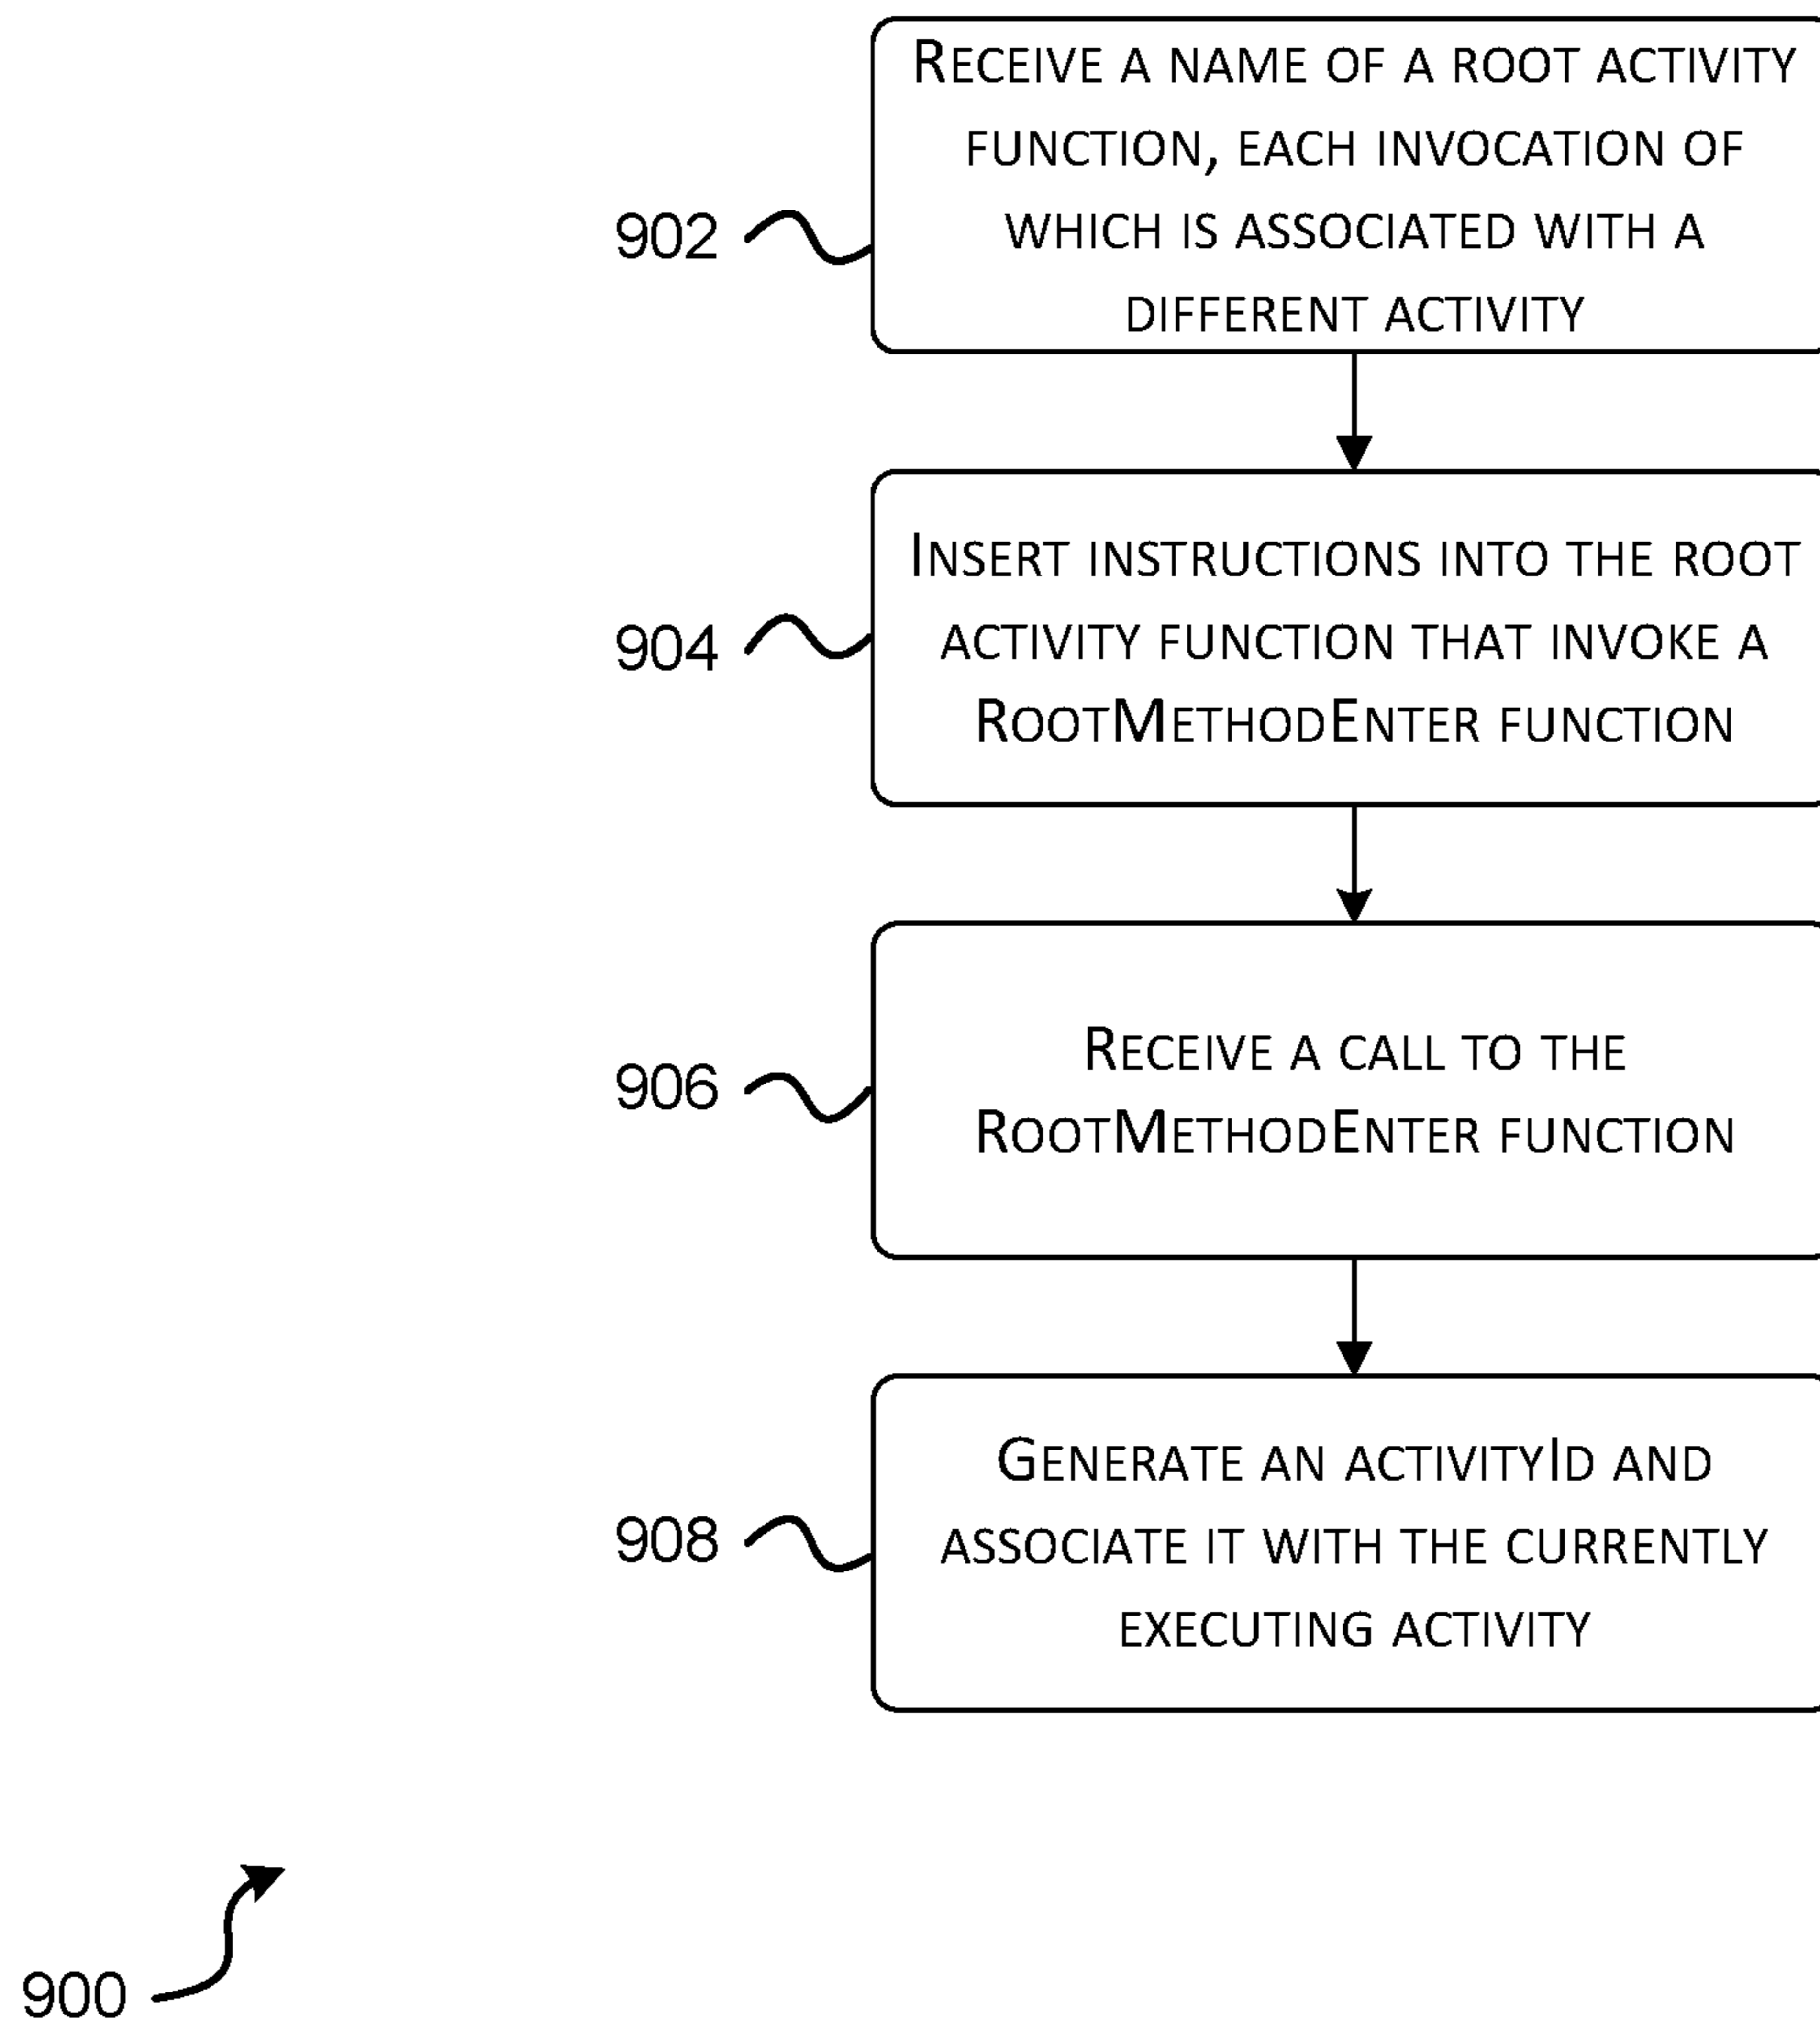 Receive a name of a root activity
function, each invocation of
which is associated with a
different activity
902
Insert instructions into the root
activity function that invoke a
RootMethodEnter function
904
Receive a call to the
RootMethodEnter function
906
Generate an activityId and
associate it with the currently
executing activity
908
900